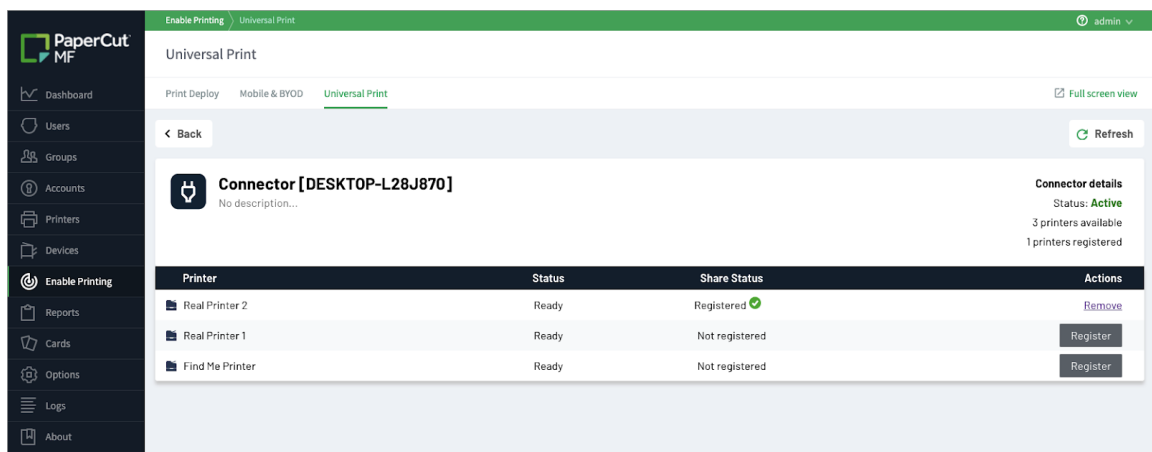 Enable Printing Universal Print admin
PaperCut
MF
Universal Print
Print Deploy Mobile & BYOD Universal Print Full screen view
Dashboard
Users
Groups
Accounts
Printers
Devices
Enable Printing
Reports
Cards
Options
Logs
About
Back Refresh
Connector [DESKTOP-L28J870]
No description...
Connector details
Status: Active
3 printers available
1 printers registered
Printer Status Share Status Actions
Real Printer 2 Ready Registered Remove
Real Printer 1 Ready Not registered Register
Find Me Printer Ready Not registered Register